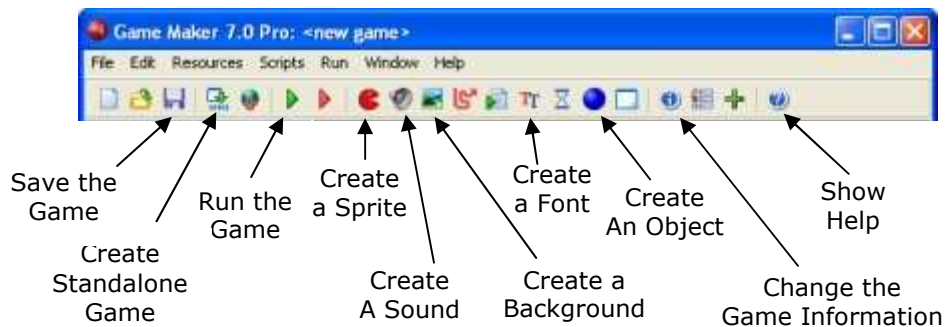 Game Maker 7.0 Pro: <new game>
File Edit Resources Scripts Run Window Help
Save the
Game
Create
Standalone
Game
Run the
Game
Create
a Sprite
Create
A Sound
Create a
Background
Create
a Font
Create
An Object
Change the
Game Information
Show
Help